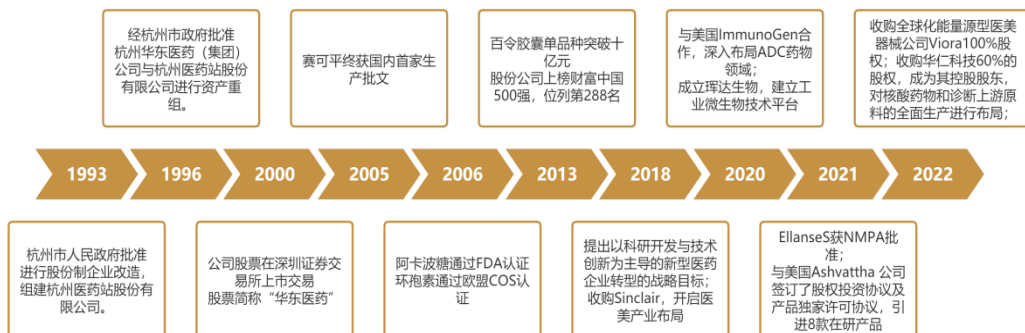 经杭州市政府批准
杭州华东医药（集团）
公司与杭州医药站股份
有限公司进行资产重
组。
赛可平终获国内首家生
产批文
百令胶囊单品种突破十
亿元
股份公司上榜财富中国
500强，位列第288名
与美国ImmunoGen合
作，深入布局ADC药物
领域；
成立珲达生物，建立工
业微生物技术平台
收购全球化能量源型医美
器械公司Viora100%股
权；收购华仁科技60%的
股权，成为其控股股东，
对核酸药物和诊断上游原
料的全面生产进行布局；
1993
1996
2000
2005
2006
2013
2018
2020
2021
2022
杭州市人民政府批准
进行股份制企业改造，
组建杭州医药站股份有
限公司。
公司股票在深圳证券交
易所上市交易
股票简称“华东医药”
阿卡波糖通过FDA认证
环孢素通过欧盟COS认
证
提出以科研开发与技术
创新为主导的新型医药
企业转型的战略目标；
收购Sinclair，开启医
美产业布局
EllanseS获NMPA批
准；
与美国Ashvattha 公司
签订了股权投资协议及
产品独家许可协议，引
进8款在研产品